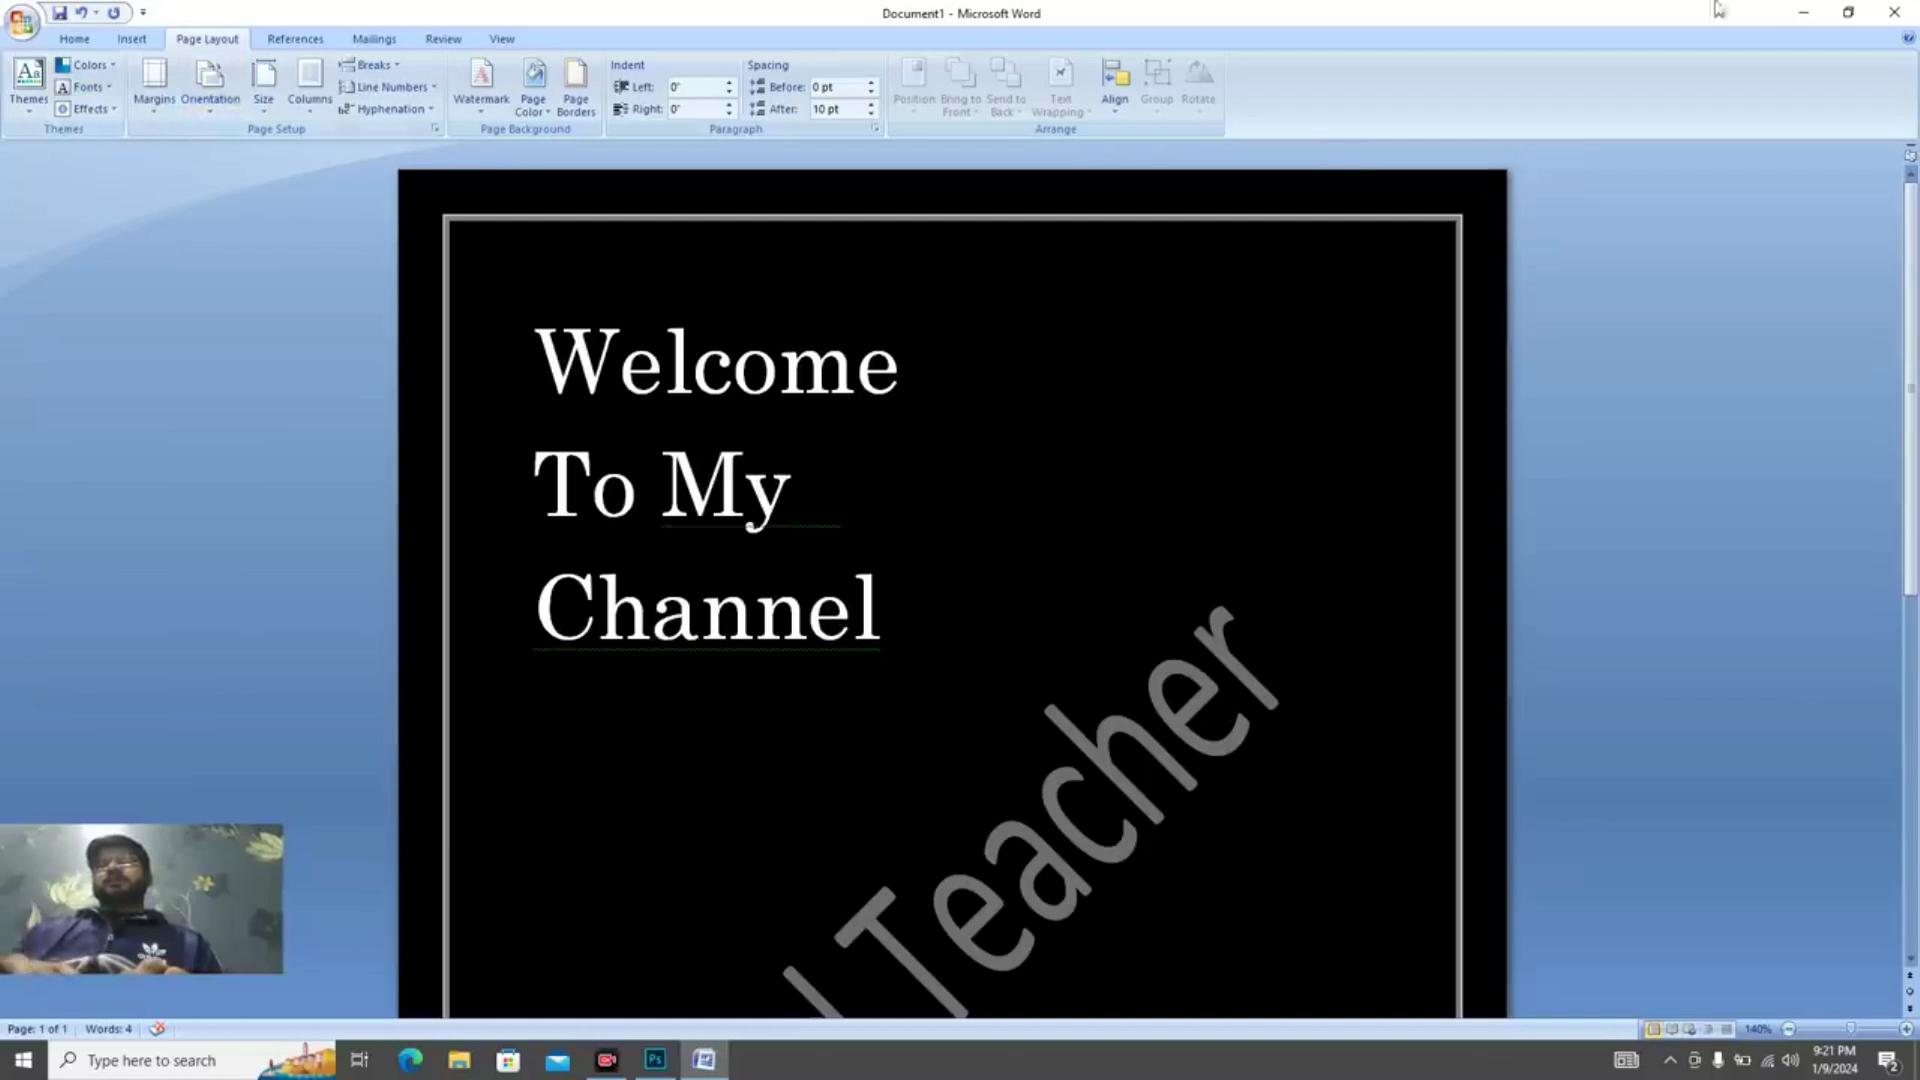 Document1 - Microsoft Word
Home Insert Page Layout References Mailings Review View
Themes
Colors
Fonts
Effects
Themes
Margins
Orientation
Size
Columns
Breaks
Line Numbers
Hyphenation
Page Setup
Watermark
Page Color
Page Borders
Page Background
Indent
Left: 0"
Right: 0"
Spacing
Before: 0 pt
After: 10 pt
Paragraph
Position
Bring to Front
Send to Back
Text Wrapping
Align
Group
Rotate
Arrange
Welcome
To My
Channel
Teacher
Page: 1 of 1 Words: 4
140%
Type here to search
Ps
9:21 PM
1/9/2024
2